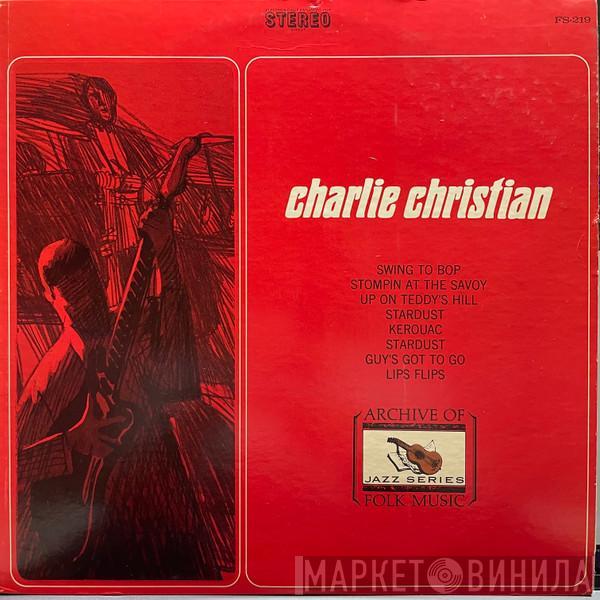 STEREO
FS-219
charlie christian
SWING TO BOP
STOMPIN AT THE SAVOY
UP ON TEDDY'S HILL
STARDUST
KEROUAC
STARDUST
GUY'S GOT TO GO
LIPS FLIPS
ARCHIVE OF
JAZZ SERIES
FOLK MUSIC
МАРКЕТ ВИНИЛА